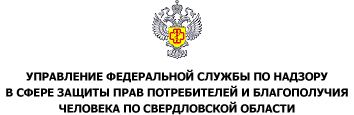 УПРАВЛЕНИЕ ФЕДЕРАЛЬНОЙ СЛУЖБЫ ПО НАДЗОРУ
В СФЕРЕ ЗАЩИТЫ ПРАВ ПОТРЕБИТЕЛЕЙ И БЛАГОПОЛУЧИЯ
ЧЕЛОВЕКА ПО СВЕРДЛОВСКОЙ ОБЛАСТИ